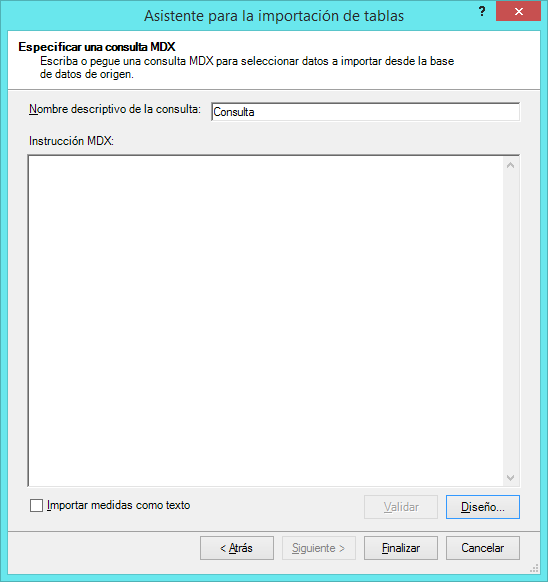 Asistente para la importación de tablas
? ×
Especificar una consulta MDX
Escriba o pegue una consulta MDX para seleccionar datos a importar desde la base
de datos de origen.
Nombre descriptivo de la consulta: Consulta
Instrucción MDX:
Importar medidas como texto
Validar
Diseño...
< Atrás
Siguiente >
Finalizar
Cancelar